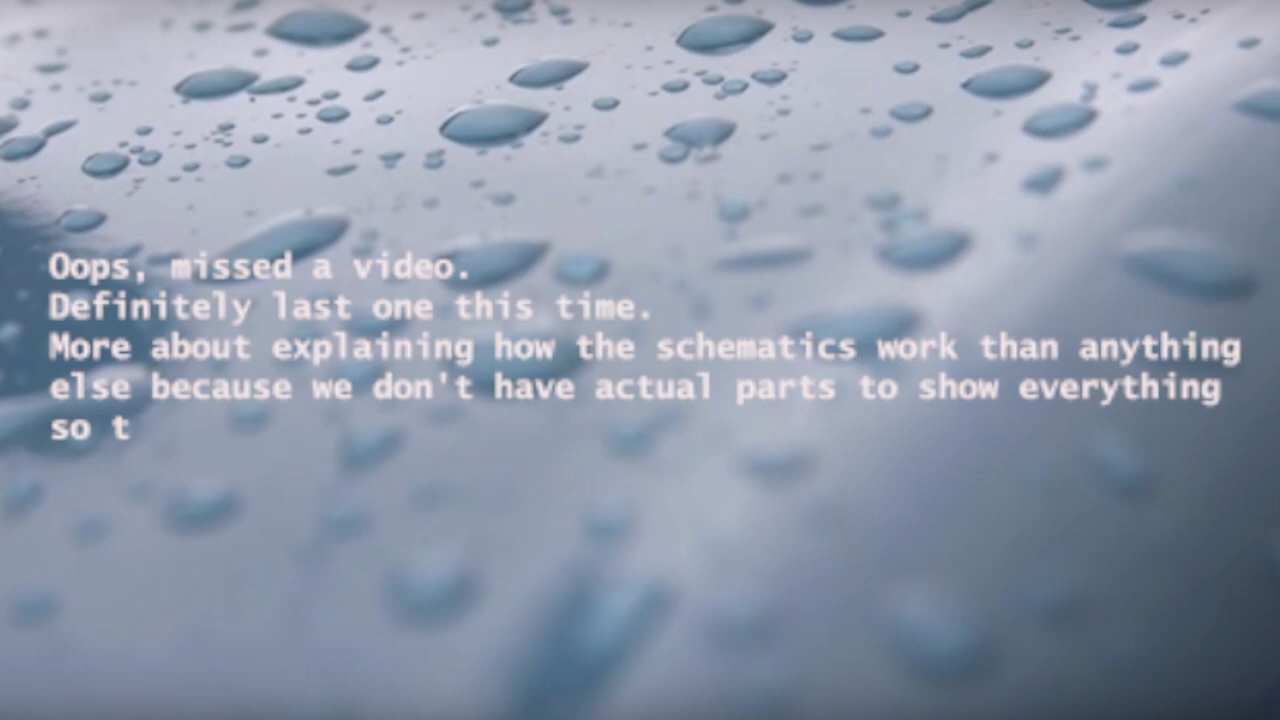 Oops, missed a video.
Definitely last one this time.
More about explaining how the schematics work than anything
else because we don't have actual parts to show everything
so t